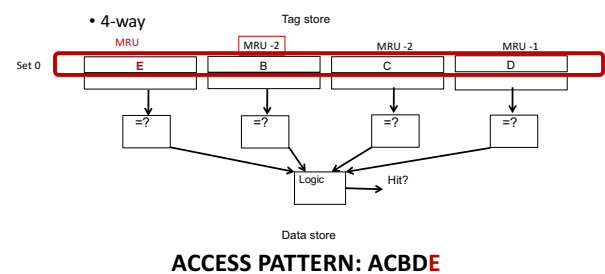 • 4-way
Tag store
MRU
MRU -2
MRU -2
MRU -1
Set 0
E
B
C
D
=?
=?
=?
=?
Logic
Hit?
Data store
ACCESS PATTERN: ACBDE